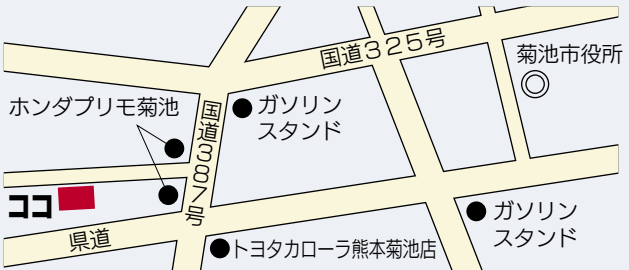 国道325号
菊池市役所
ホンダプリモ菊池
国道387号
ガソリン
スタンド
ココ
県道
トヨタカローラ熊本菊池店
ガソリン
スタンド